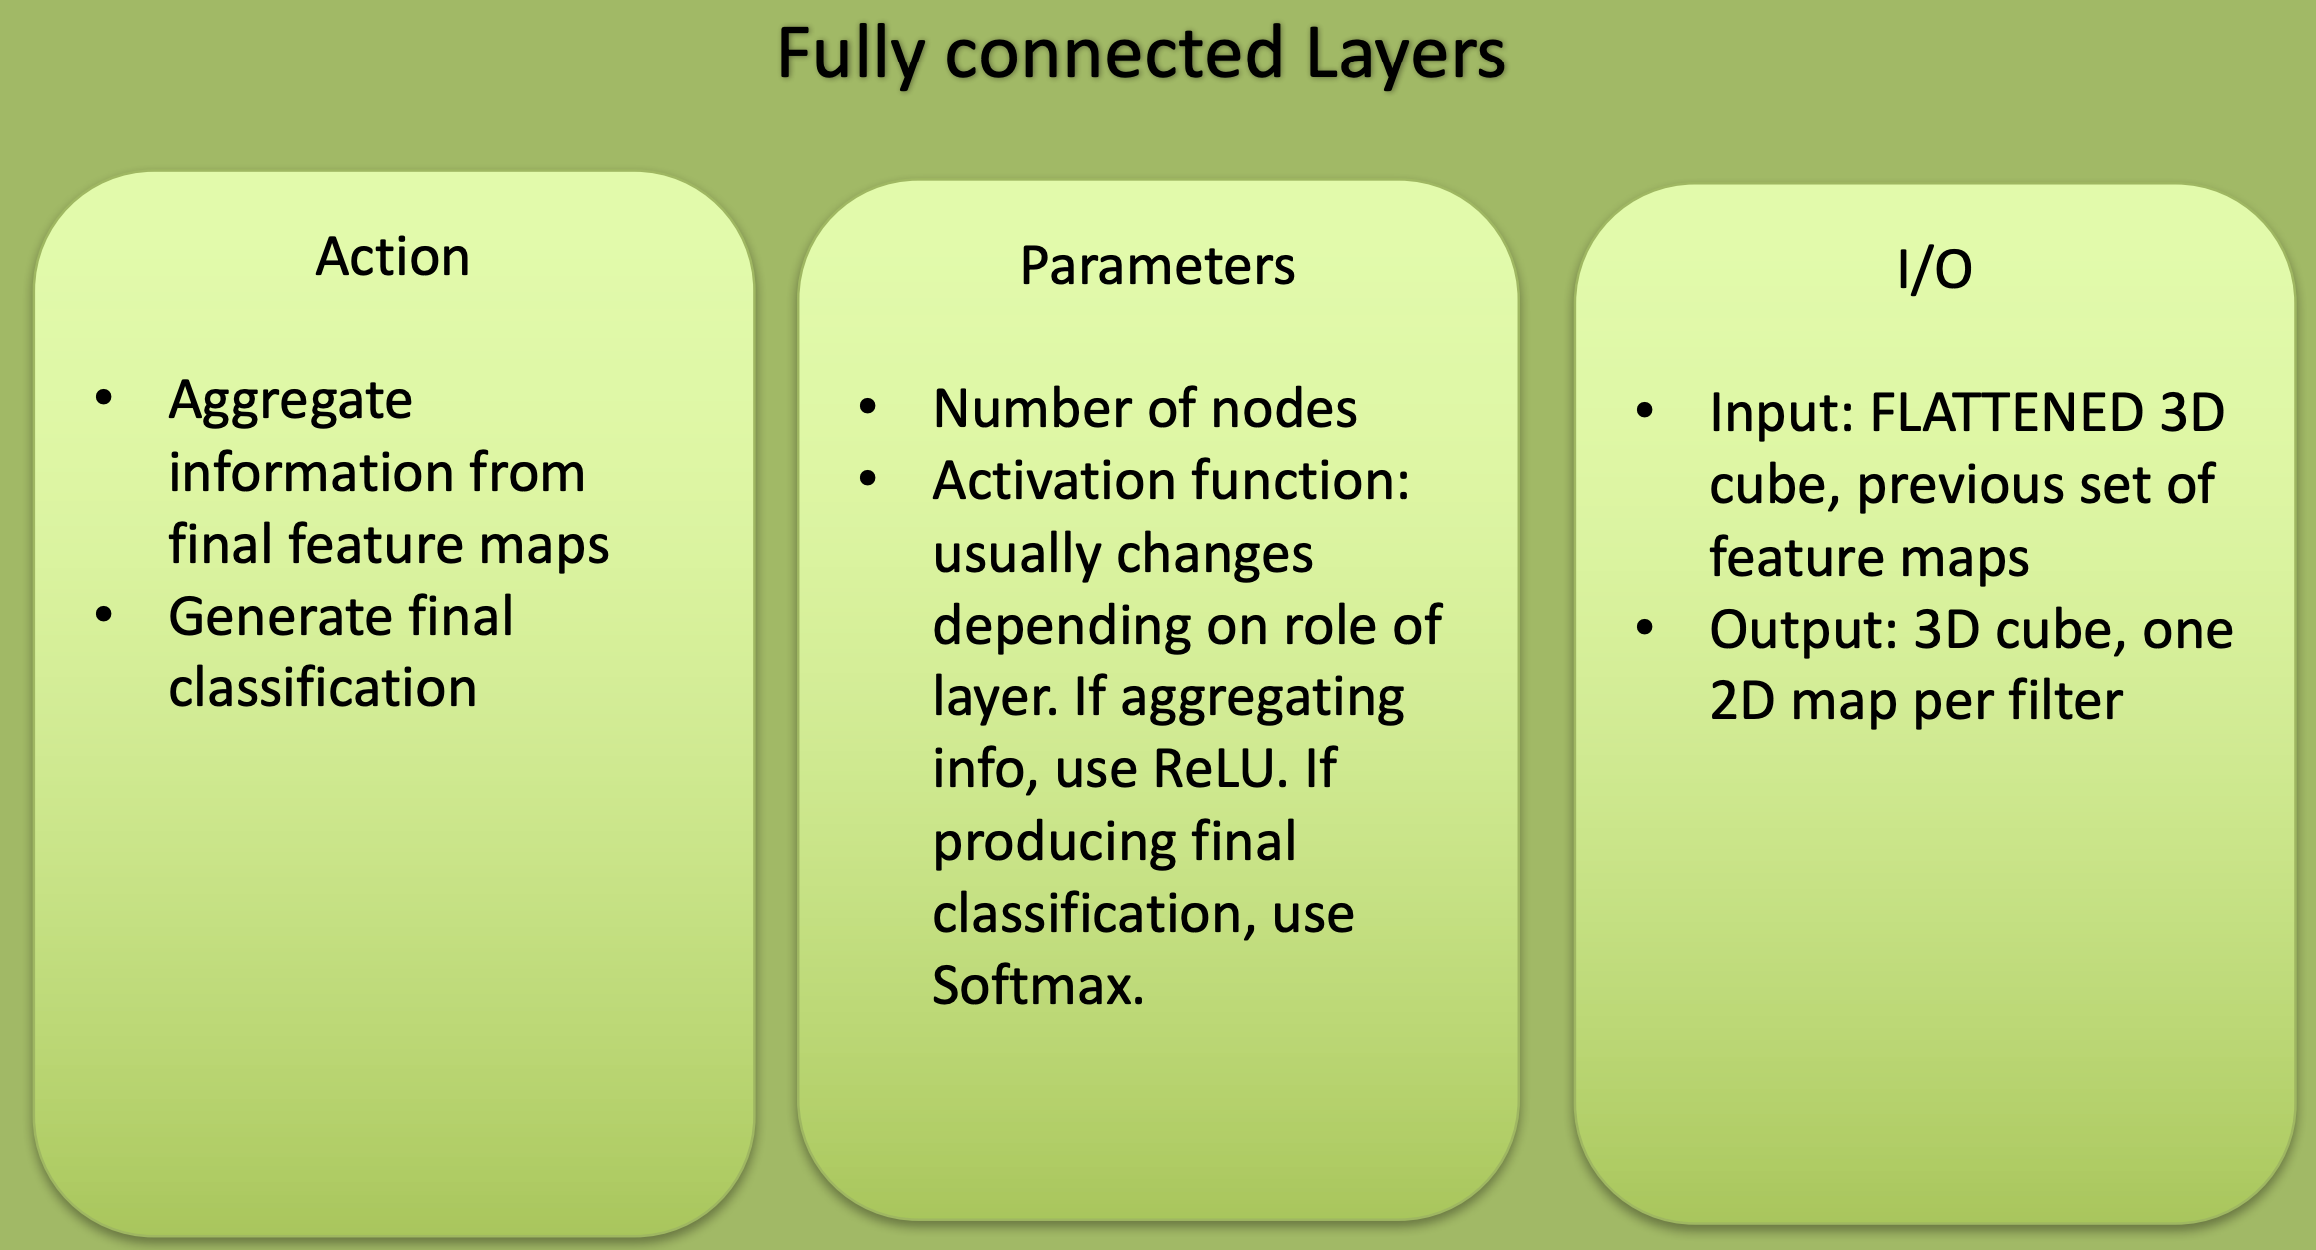 Fully connected Layers
Action
• Aggregate
information from
final feature maps
• Generate final
classification
Parameters
• Number of nodes
• Activation function:
usually changes
depending on role of
layer. If aggregating
info, use ReLU. If
producing final
classification, use
Softmax.
I/O
• Input: FLATTENED 3D
cube, previous set of
feature maps
• Output: 3D cube, one
2D map per filter